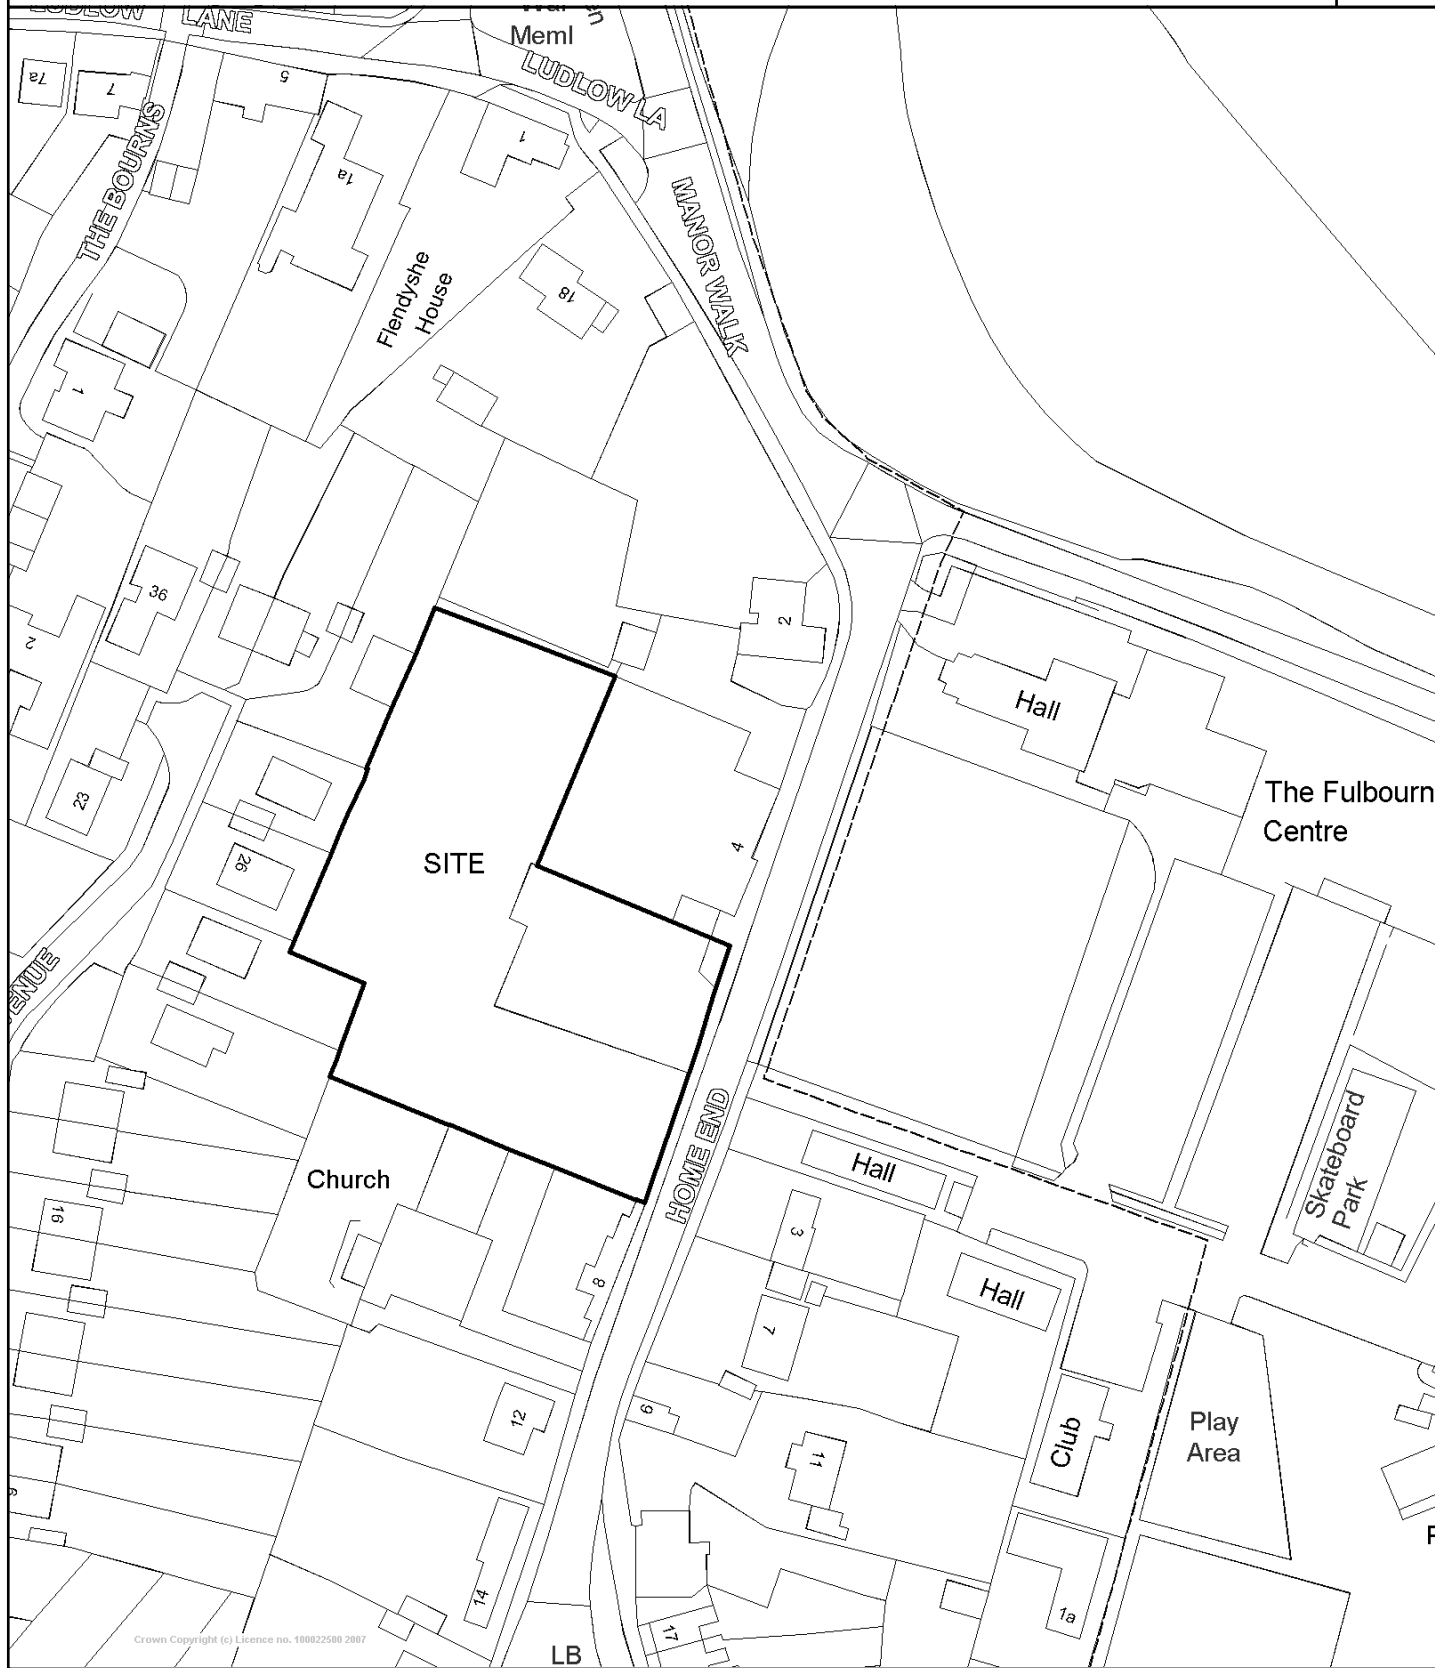 LUDLOW LANE
Meml
LUDLOW LA
7a
7
5
1
1a
THE BOURNS
MANOR WALK
Flendyshe
House
18
1
36
2
2
Hall
23
The Fulbourn
Centre
4
SITE
26
ENUE
HOME END
Skateboard
Park
Hall
Church
16
3
8
Hall
7
9
12
11
Club
Play
Area
14
1a
17
LB
Crown Copyright (c) Licence no. 100022500 2007